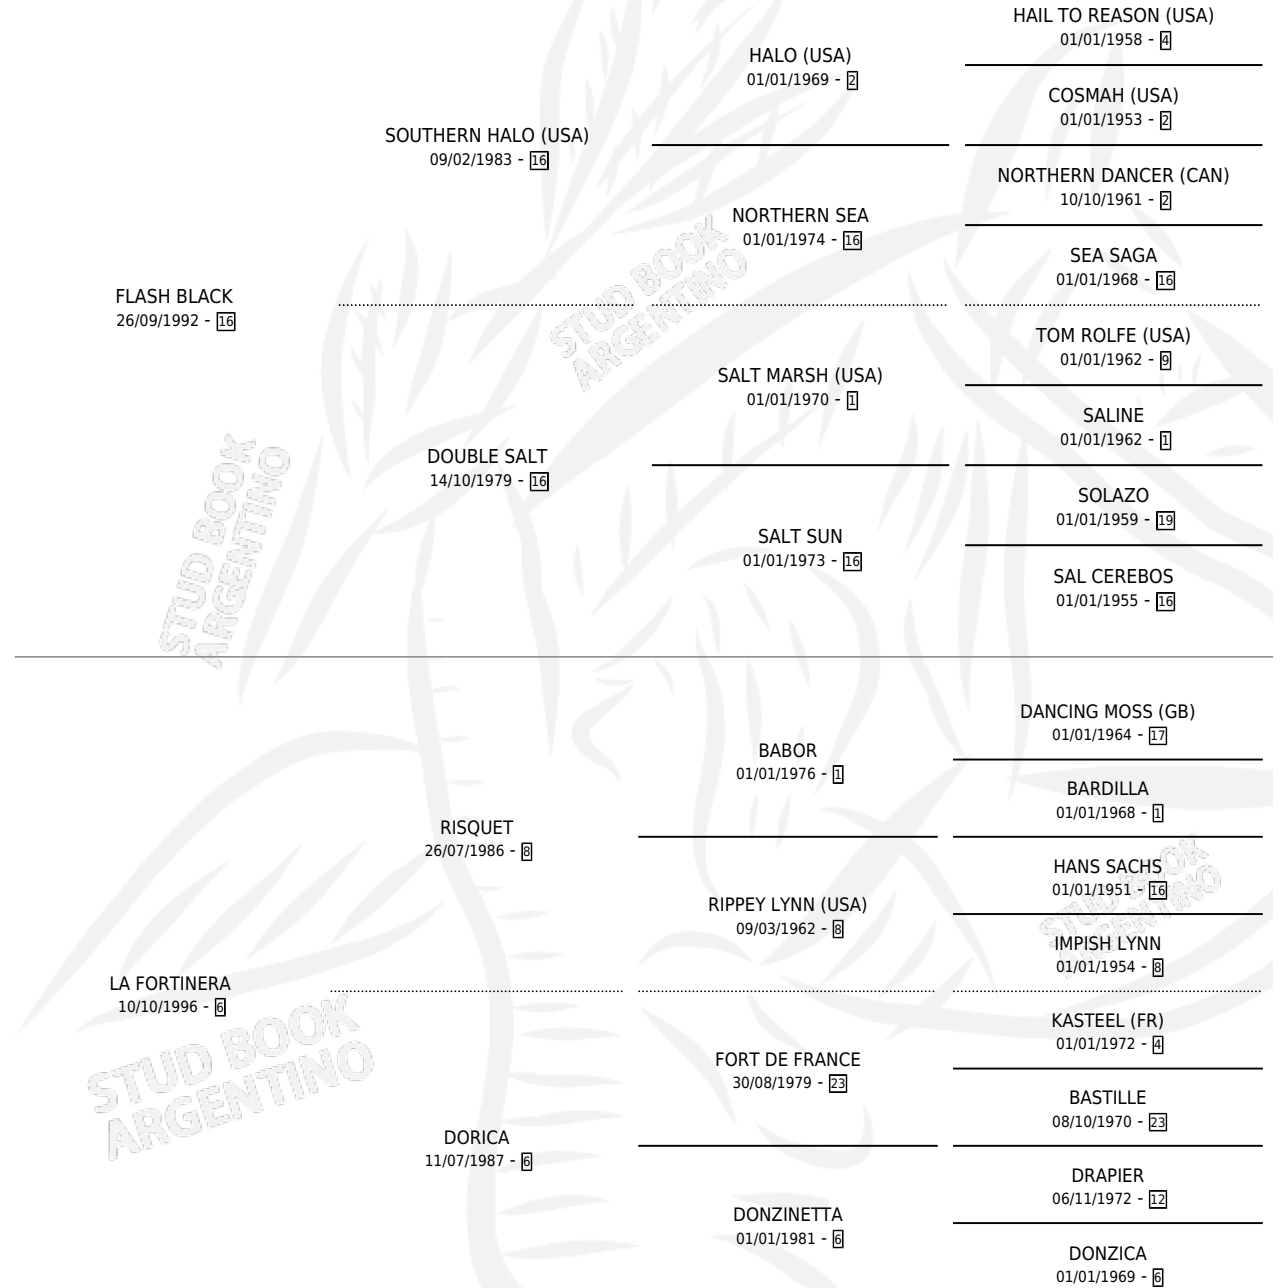 HAIL TO REASON (USA)
01/01/1958 - 4
HALO (USA)
01/01/1969 - 2
COSMAH (USA)
01/01/1953 - 2
SOUTHERN HALO (USA)
09/02/1983 - 16
NORTHERN DANCER (CAN)
10/10/1961 - 2
NORTHERN SEA
01/01/1974 - 16
SEA SAGA
01/01/1968 - 16
FLASH BLACK
26/09/1992 - 16
TOM ROLFE (USA)
01/01/1962 - 9
SALT MARSH (USA)
01/01/1970 - 1
SALINE
01/01/1962 - 1
DOUBLE SALT
14/10/1979 - 16
SOLAZO
01/01/1959 - 19
SALT SUN
01/01/1973 - 16
SAL CEREBOS
01/01/1955 - 16
STUD BOOK
ARGENTINO
STUD BOOK
ARGENTINO
DANCING MOSS (GB)
01/01/1964 - 17
BABOR
01/01/1976 - 1
BARDILLA
01/01/1968 - 1
RISQUET
26/07/1986 - 8
HANS SACHS
01/01/1951 - 16
RIPPEY LYNN (USA)
09/03/1962 - 8
IMPISH LYNN
01/01/1954 - 8
LA FORTINERA
10/10/1996 - 6
KASTEEL (FR)
01/01/1972 - 4
FORT DE FRANCE
30/08/1979 - 23
BASTILLE
08/10/1970 - 23
DORICA
11/07/1987 - 6
DRAPIER
06/11/1972 - 12
DONZINETTA
01/01/1981 - 6
DONZICA
01/01/1969 - 6
STUD BOOK
ARGENTINO
STUD BOOK
ARGENTINO